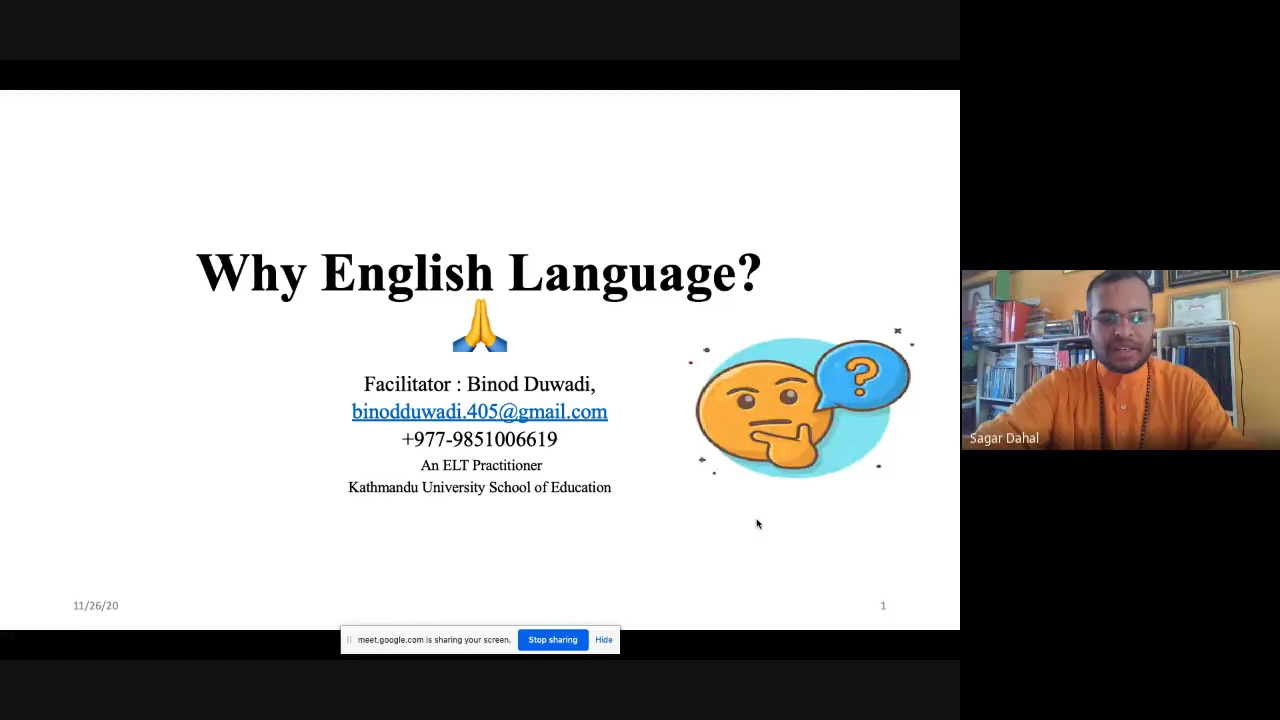 Why English Language?
Facilitator : Binod Duwadi,
binodduwadi.405@gmail.com
+977-9851006619
An ELT Practitioner
Kathmandu University School of Education
?
Sagar Dahal
11/26/20
1
meet.google.com is sharing your screen.
Stop sharing
Hide